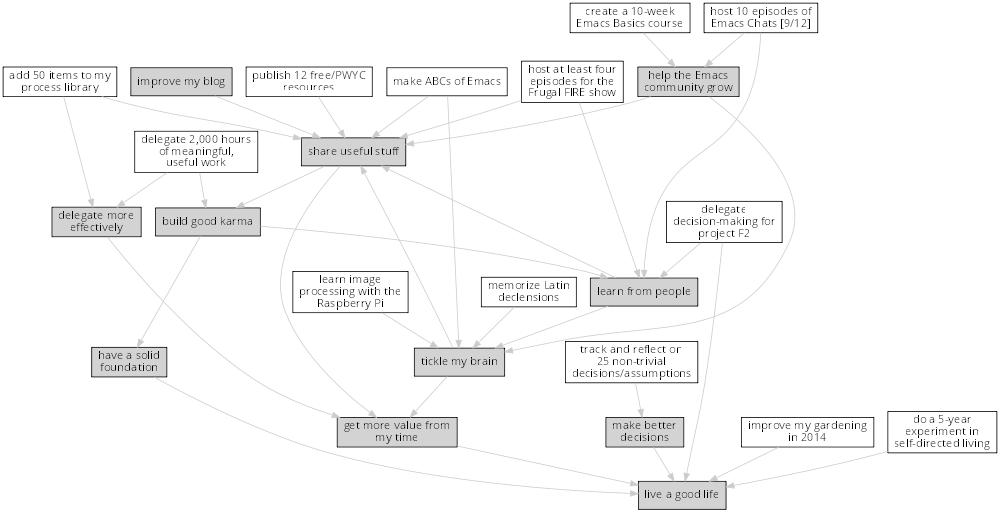 create a 10-week
Emacs Basics course
host 10 episodes of
Emacs Chats [9/12]
add 50 items to my
process library
improve my blog
publish 12 free/PWYC
resources
make ABCs of Emacs
host at least four
episodes for the
Frugal FIRE show
help the Emacs
community grow
delegate 2,000 hours
of meaningful,
useful work
share useful stuff
delegate more
effectively
build good karma
delegate
decision-making for
project F2
learn image
processing with the
Raspberry Pi
memorize Latin
declensions
learn from people
have a solid
foundation
tickle my brain
track and reflect on
25 non-trivial
decisions/assumptions
get more value from
my time
make better
decisions
improve my gardening
in 2014
do a 5-year
experiment in
self-directed living
live a good life